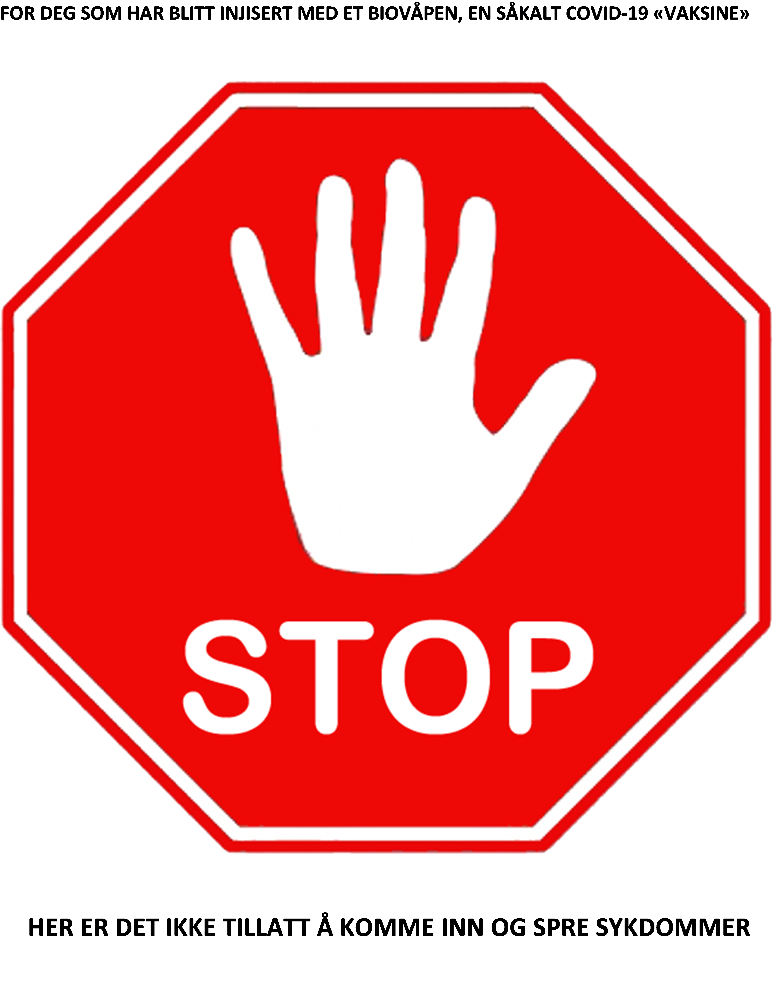 FOR DEG SOM HAR BLITT INJISERT MED ET BIOVÅPEN, EN SÅKALT COVID-19 «VAKSINE»
STOP
HER ER DET IKKE TILLATT Å KOMME INN OG SPRE SYKDOMMER